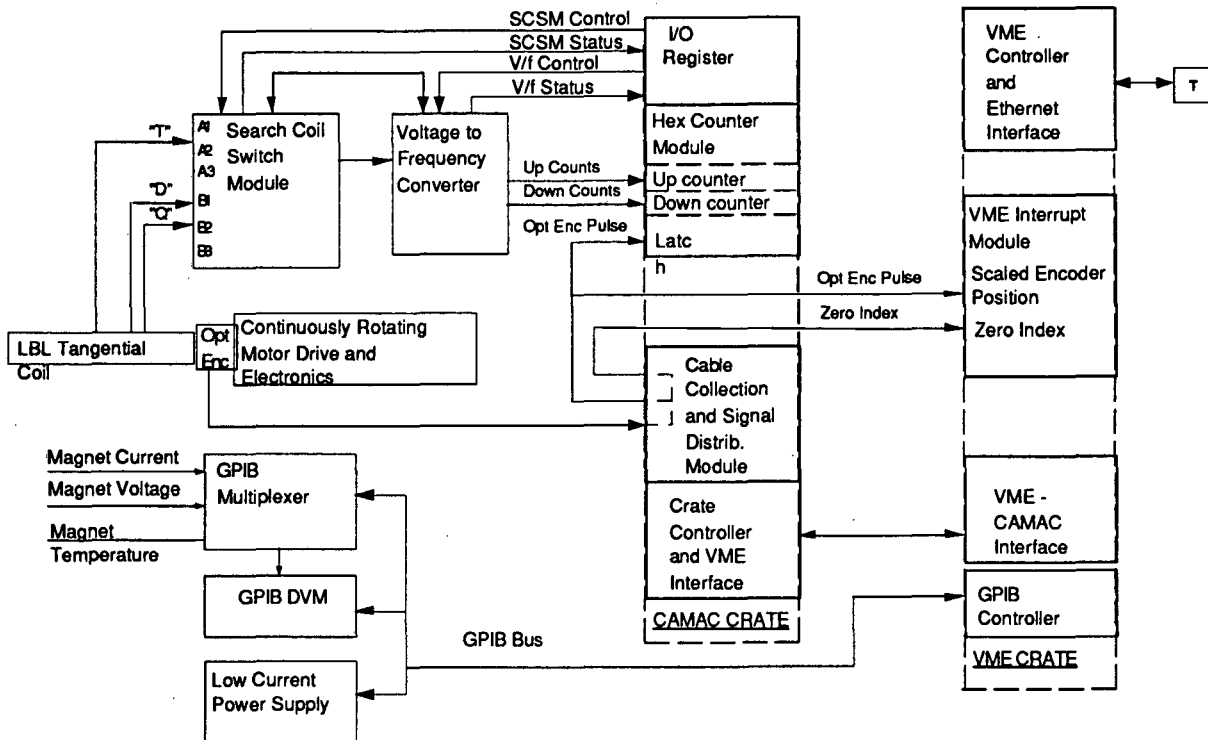 SCSM Control
SCSM Status
V/f Control
V/f Status
I/O
Register
VME
Controller
and
Ethernet
Interface
T
"T"
"D"
"Q"
A1
A2
A3
B1
B2
B3
Search Coil
Switch
Module
Voltage to
Frequency
Converter
Up Counts
Down Counts
Opt Enc Pulse
Hex Counter
Module
Up counter
Down counter
Latc
h
VME Interrupt
Module
Scaled Encoder
Position
Zero Index
Opt Enc Pulse
Zero Index
LBL Tangential
Coil
Opt
Enc
Continuously Rotating
Motor Drive and
Electronics
Cable
Collection
and Signal
Distrib.
Module
Magnet Current
Magnet Voltage
Magnet
Temperature
GPIB
Multiplexer
Crate
Controller
and VME
Interface
VME -
CAMAC
Interface
GPIB DVM
CAMAC CRATE
GPIB
Controller
GPIB Bus
VME CRATE
Low Current
Power Supply